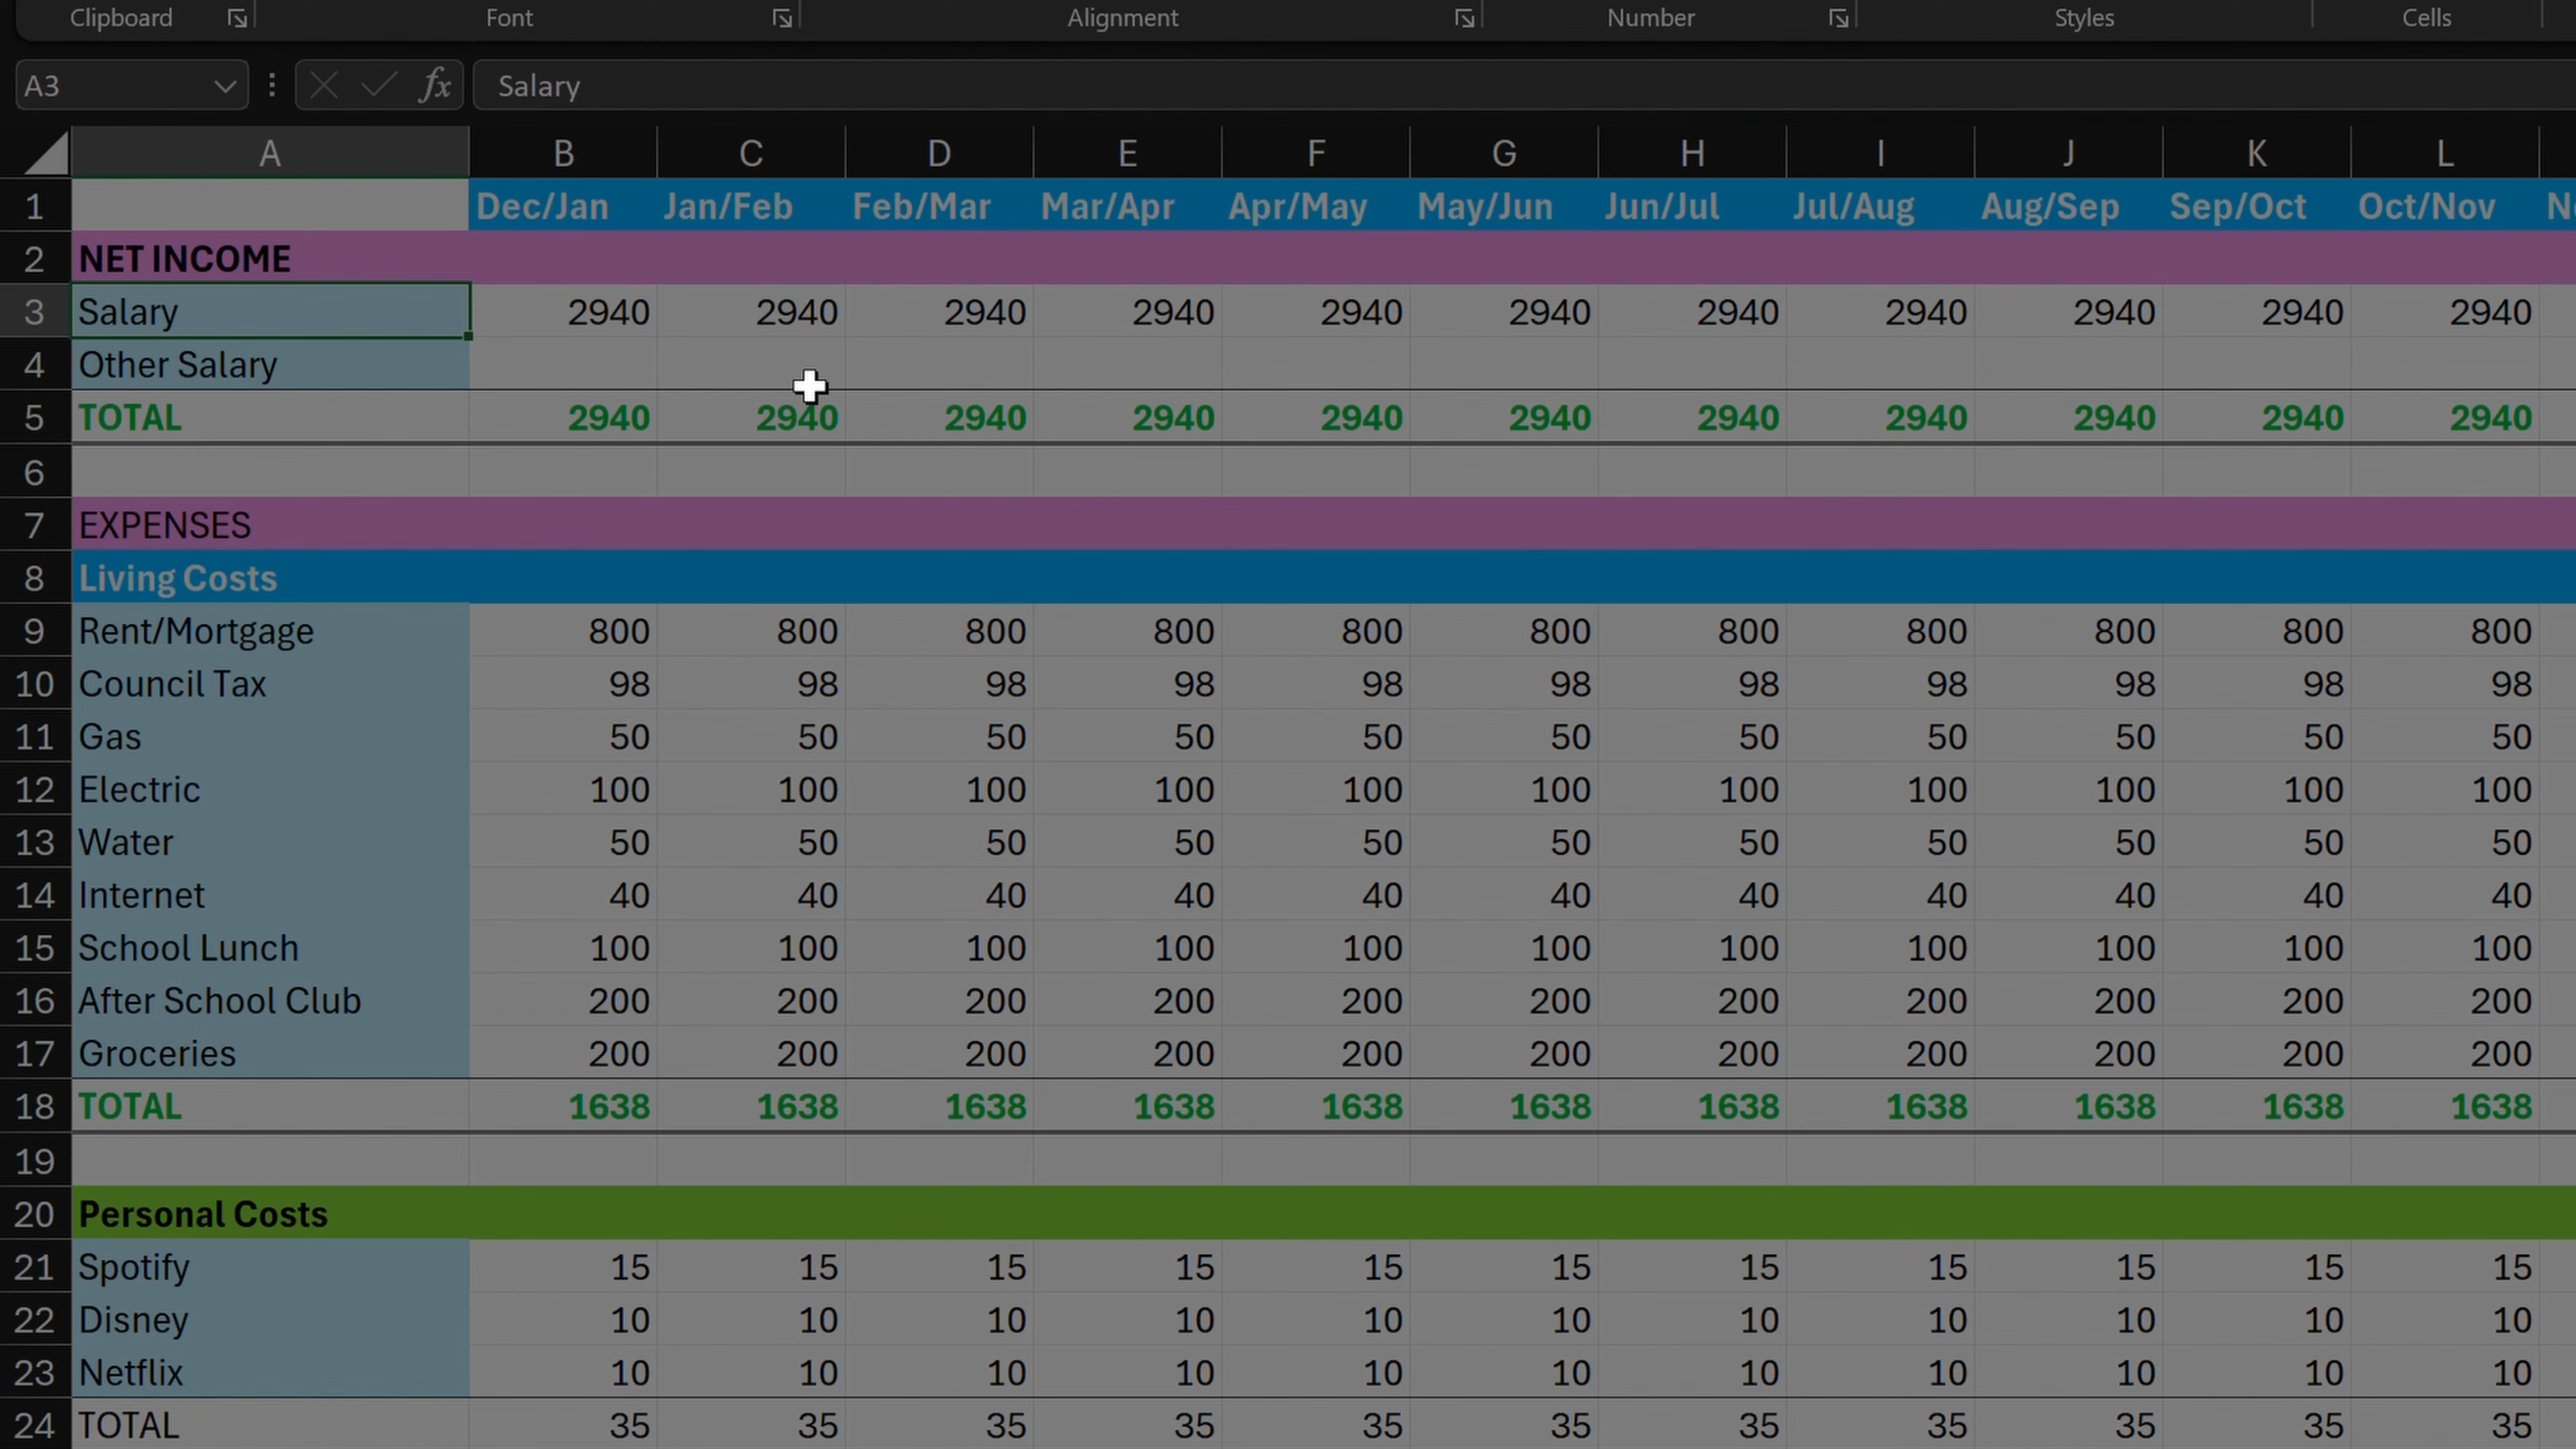 Clipboard Font Alignment Number Styles Cells
A3 fx Salary
A B C D E F G H I J K L
1 Dec/Jan Jan/Feb Feb/Mar Mar/Apr Apr/May May/Jun Jun/Jul Jul/Aug Aug/Sep Sep/Oct Oct/Nov
2 NET INCOME
3 Salary 2940 2940 2940 2940 2940 2940 2940 2940 2940 2940 2940
4 Other Salary
5 TOTAL 2940 2940 2940 2940 2940 2940 2940 2940 2940 2940 2940
6
7 EXPENSES
8 Living Costs
9 Rent/Mortgage 800 800 800 800 800 800 800 800 800 800 800
10 Council Tax 98 98 98 98 98 98 98 98 98 98 98
11 Gas 50 50 50 50 50 50 50 50 50 50 50
12 Electric 100 100 100 100 100 100 100 100 100 100 100
13 Water 50 50 50 50 50 50 50 50 50 50 50
14 Internet 40 40 40 40 40 40 40 40 40 40 40
15 School Lunch 100 100 100 100 100 100 100 100 100 100 100
16 After School Club 200 200 200 200 200 200 200 200 200 200 200
17 Groceries 200 200 200 200 200 200 200 200 200 200 200
18 TOTAL 1638 1638 1638 1638 1638 1638 1638 1638 1638 1638 1638
19
20 Personal Costs
21 Spotify 15 15 15 15 15 15 15 15 15 15 15
22 Disney 10 10 10 10 10 10 10 10 10 10 10
23 Netflix 10 10 10 10 10 10 10 10 10 10 10
24 TOTAL 35 35 35 35 35 35 35 35 35 35 35